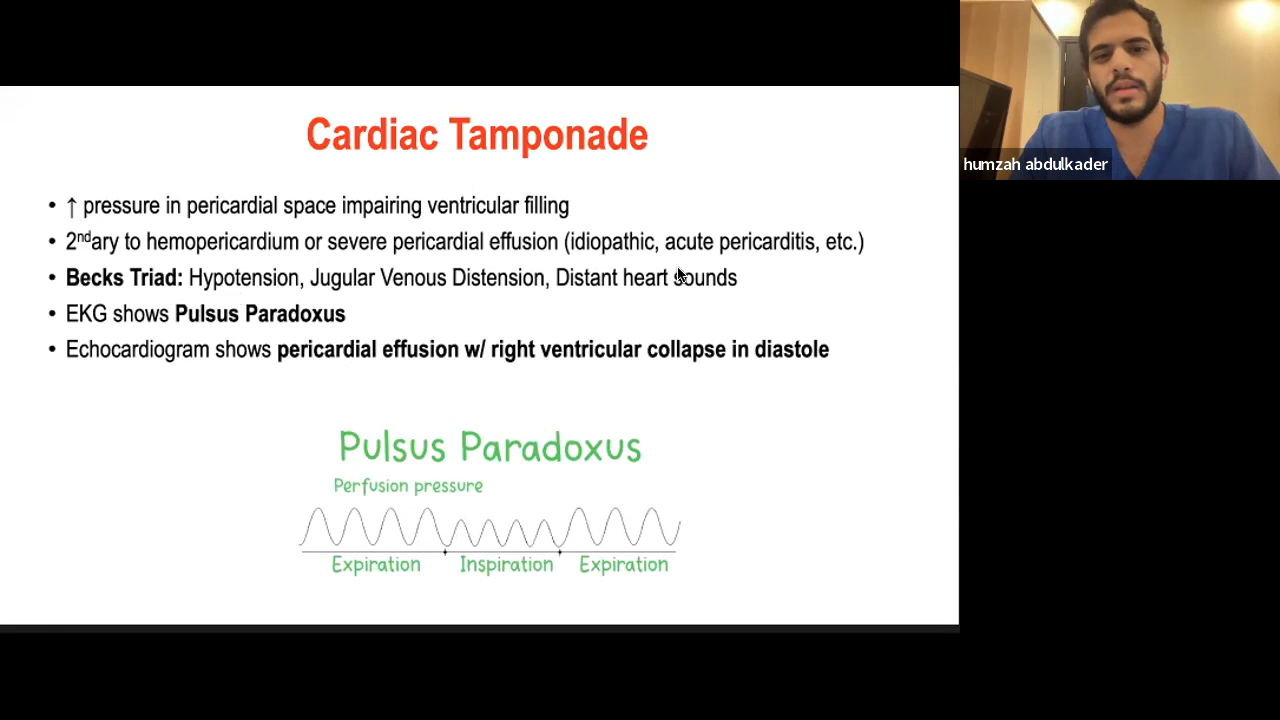 Cardiac Tamponade
humzah abdulkader
• ↑ pressure in pericardial space impairing ventricular filling
• 2ndary to hemopericardium or severe pericardial effusion (idiopathic, acute pericarditis, etc.)
• Becks Triad: Hypotension, Jugular Venous Distension, Distant heart sounds
• EKG shows Pulsus Paradoxus
• Echocardiogram shows pericardial effusion w/ right ventricular collapse in diastole
Pulsus Paradoxus
Perfusion pressure
Expiration Inspiration Expiration